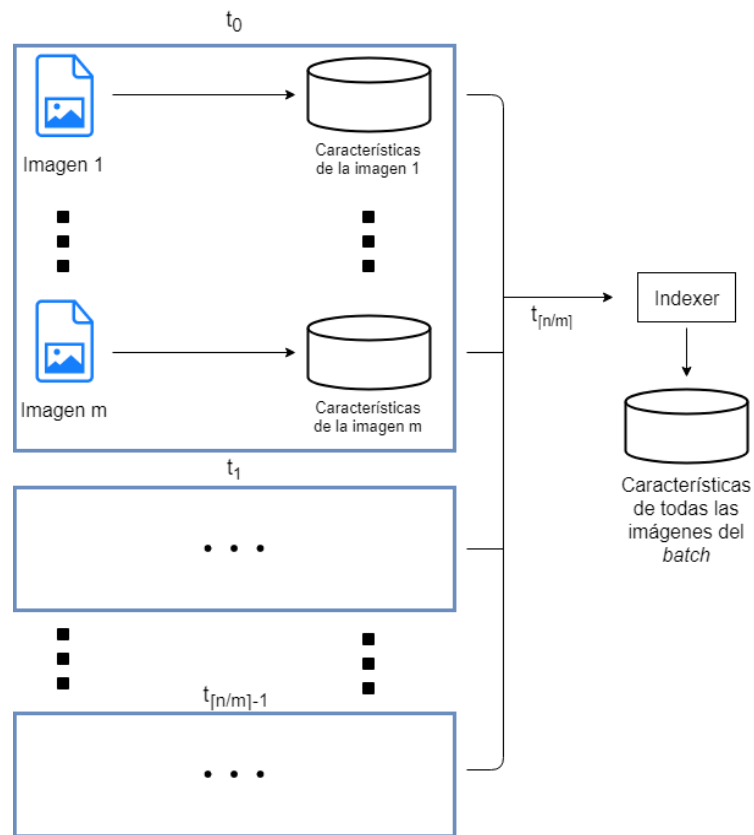 t0
Imagen 1
Características
de la imagen 1
Imagen m
Características
de la imagen m
t1
t⌈n/m⌉-1
t⌈n/m⌉
Indexer
Características
de todas las
imágenes del
batch